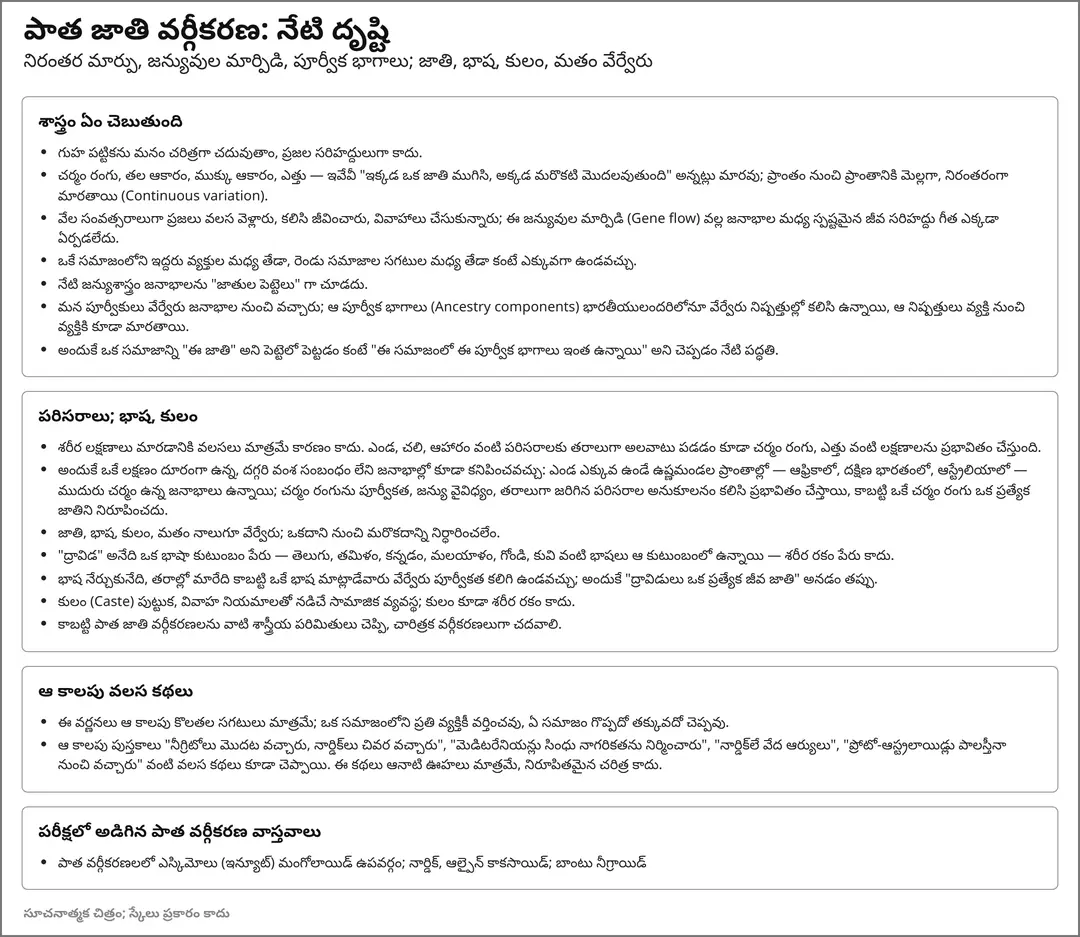 పాత జాతి వర్గీకరణ: నేటి దృష్టి
నిరంతర మార్పు, జన్యువుల మార్పిడి, పూర్వీక భాగాలు; జాతి, భాష, కులం, మతం వేర్వేరు
శాస్త్రం ఏం చెబుతుంది
• గుహ పట్టికను మనం చరిత్రగా చదువుతాం, ప్రజల సరిహద్దులుగా కాదు.
• చర్మం రంగు, తల ఆకారం, ముక్కు ఆకారం, ఎత్తు — ఇవేవీ "ఇక్కడ ఒక జాతి ముగిసి, అక్కడ మరొకటి మొదలవుతుంది" అన్నట్లు మారవు; ప్రాంతం నుంచి ప్రాంతానికి మెల్లగా, నిరంతరంగా
మారతాయి (Continuous variation).
• వేల సంవత్సరాలుగా ప్రజలు వలస వెళ్లారు, కలిసి జీవించారు, వివాహాలు చేసుకున్నారు; ఈ జన్యువుల మార్పిడి (Gene flow) వల్ల జనాభాల మధ్య స్పష్టమైన జీవ సరిహద్దు గీత ఎక్కడా
ఏర్పడలేదు.
• ఒకే సమాజంలోని ఇద్దరు వ్యక్తుల మధ్య తేడా, రెండు సమాజాల సగటుల మధ్య తేడా కంటే ఎక్కువగా ఉండవచ్చు.
• నేటి జన్యుశాస్త్రం జనాభాలను "జాతుల పెట్టెలు" గా చూడదు.
• మన పూర్వీకులు వేర్వేరు జనాభాల నుంచి వచ్చారు; ఆ పూర్వీక భాగాలు (Ancestry components) భారతీయులందరిలోనూ వేర్వేరు నిష్పత్తుల్లో కలిసి ఉన్నాయి, ఆ నిష్పత్తులు వ్యక్తి నుంచి
వ్యక్తికి కూడా మారతాయి.
• అందుకే ఒక సమాజాన్ని "ఈ జాతి" అని పెట్టెలో పెట్టడం కంటే "ఈ సమాజంలో ఈ పూర్వీక భాగాలు ఇంత ఉన్నాయి" అని చెప్పడం నేటి పద్ధతి.
పరిసరాలు; భాష, కులం
• శరీర లక్షణాలు మారడానికి వలసలు మాత్రమే కారణం కాదు. ఎండ, చలి, ఆహారం వంటి పరిసరాలకు తరాలుగా అలవాటు పడడం కూడా చర్మం రంగు, ఎత్తు వంటి లక్షణాలను ప్రభావితం చేస్తుంది.
• అందుకే ఒకే లక్షణం దూరంగా ఉన్న, దగ్గరి వంశ సంబంధం లేని జనాభాల్లో కూడా కనిపించవచ్చు: ఎండ ఎక్కువ ఉండే ఉష్ణమండల ప్రాంతాల్లో — ఆఫ్రికాలో, దక్షిణ భారతంలో, ఆస్ట్రేలియాలో —
ముదురు చర్మం ఉన్న జనాభాలు ఉన్నాయి; చర్మం రంగును పూర్వీకత, జన్యు వైవిధ్యం, తరాలుగా జరిగిన పరిసరాల అనుకూలనం కలిసి ప్రభావితం చేస్తాయి, కాబట్టి ఒకే చర్మం రంగు ఒక ప్రత్యేక
జాతిని నిరూపించదు.
• జాతి, భాష, కులం, మతం నాలుగూ వేర్వేరు; ఒకదాని నుంచి మరొకదాన్ని నిర్ధారించలేం.
• "ద్రావిడ" అనేది ఒక భాషా కుటుంబం పేరు — తెలుగు, తమిళం, కన్నడం, మలయాళం, గోండి, కువి వంటి భాషలు ఆ కుటుంబంలో ఉన్నాయి — శరీర రకం పేరు కాదు.
• భాష నేర్చుకునేది, తరాల్లో మారేది కాబట్టి ఒకే భాష మాట్లాడేవారు వేర్వేరు పూర్వీకత కలిగి ఉండవచ్చు; అందుకే "ద్రావిడులు ఒక ప్రత్యేక జీవ జాతి" అనడం తప్పు.
• కులం (Caste) పుట్టుక, వివాహ నియమాలతో నడిచే సామాజిక వ్యవస్థ; కులం కూడా శరీర రకం కాదు.
• కాబట్టి పాత జాతి వర్గీకరణలను వాటి శాస్త్రీయ పరిమితులు చెప్పి, చారిత్రక వర్గీకరణలుగా చదవాలి.
ఆ కాలపు వలస కథలు
• ఈ వర్ణనలు ఆ కాలపు కొలతల సగటులు మాత్రమే; ఒక సమాజంలోని ప్రతి వ్యక్తికీ వర్తించవు, ఏ సమాజం గొప్పదో తక్కువదో చెప్పవు.
• ఆ కాలపు పుస్తకాలు "నీగ్రిటోలు మొదట వచ్చారు, నార్డిక్‌లు చివర వచ్చారు", "మెడిటరేనియన్లు సింధు నాగరికతను నిర్మించారు", "నార్డిక్‌లే వేద ఆర్యులు", "ప్రోటో-ఆస్ట్రలాయిడ్లు పాలస్తీనా
నుంచి వచ్చారు" వంటి వలస కథలు కూడా చెప్పాయి. ఈ కథలు ఆనాటి ఊహలు మాత్రమే, నిరూపితమైన చరిత్ర కాదు.
పరీక్షలో అడిగిన పాత వర్గీకరణ వాస్తవాలు
• పాత వర్గీకరణలలో ఎస్కిమోలు (ఇన్యూట్) మంగోలాయిడ్ ఉపవర్గం; నార్డిక్, ఆల్పైన్ కాకసాయిడ్; బాంటు నీగ్రాయిడ్
సూచనాత్మక చిత్రం; స్కేలు ప్రకారం కాదు